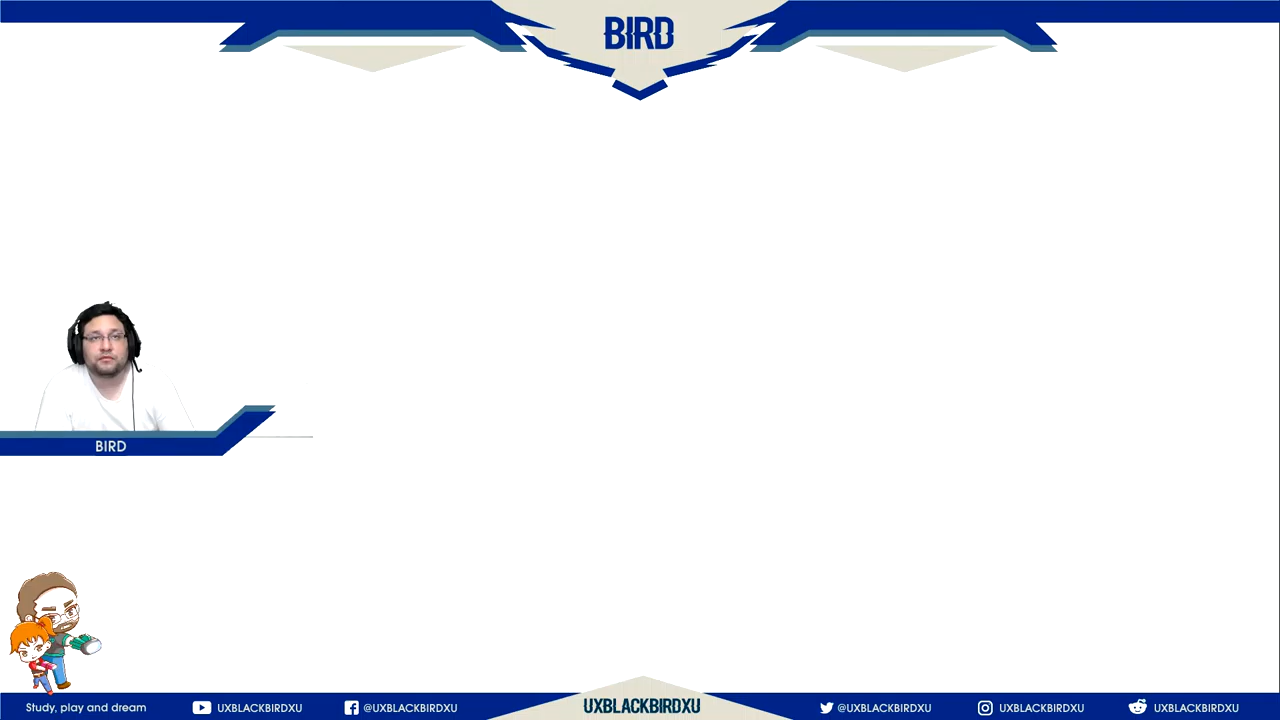 BIRD
BIRD
Study, play and dream
UXBLACKBIRDXU
@UXBLACKBIRDXU
UXBLACKBIRDXU
@UXBLACKBIRDXU
UXBLACKBIRDXU
UXBLACKBIRDXU